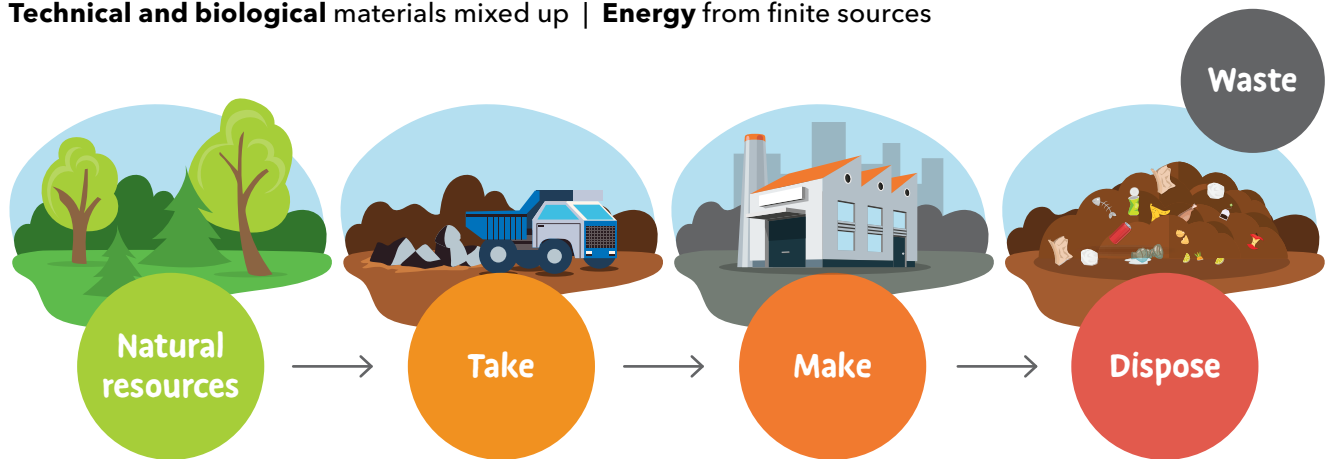 Technical and biological materials mixed up | Energy from finite sources
Waste
Natural
resources
Take
Make
Dispose